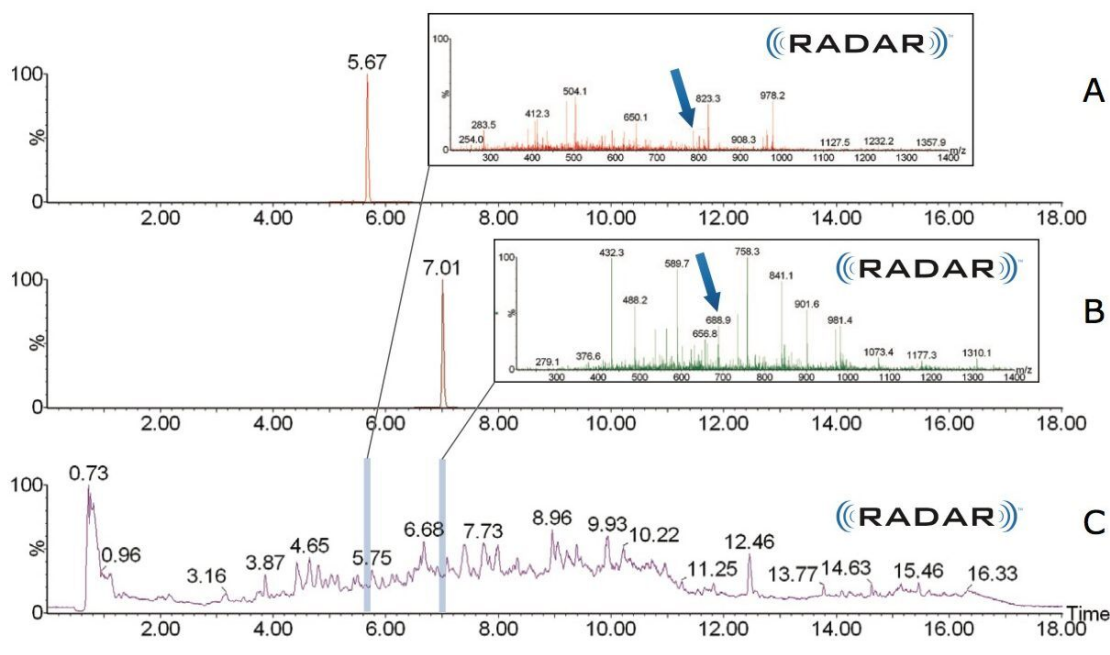 100
%
0
5.67
2.00 4.00 6.00 8.00 10.00 12.00 14.00 16.00 18.00
A
100
%
254.0 283.5 412.3 504.1 650.1 823.3 908.3 978.2 1127.5 1232.2 1357.9
300 400 500 600 700 800 900 1000 1100 1200 1300 1400 m/z
((RADAR))™
100
%
0
7.01
2.00 4.00 6.00 8.00 10.00 12.00 14.00 16.00 18.00
B
100
%
0
279.1 376.6 432.3 488.2 589.7 656.8 688.9 758.3 841.1 901.6 981.4 1073.4 1177.3 1310.1
300 400 500 600 700 800 900 1000 1100 1200 1300 1400 m/z
((RADAR))™
100
%
0
0.73 0.96 3.16 3.87 4.65 5.75 6.68 7.73 8.96 9.93 10.22 11.25 12.46 13.77 14.63 15.46 16.33
2.00 4.00 6.00 8.00 10.00 12.00 14.00 16.00 18.00
Time
((RADAR))™
C